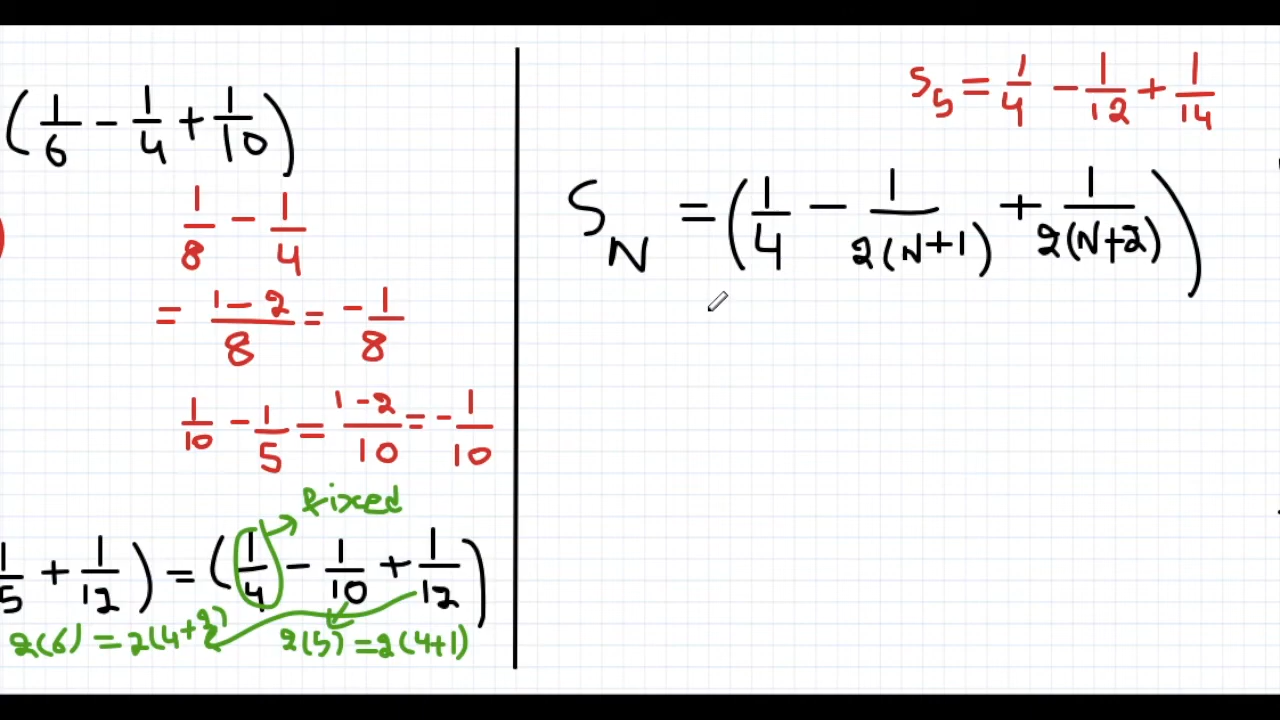 (1/6 - 1/4 + 1/10)
1/8 - 1/4
= (1-2)/8 = -1/8
1/10 - 1/5 = (1-2)/10 = -1/10
fixed
1/5 + 1/12) = (1/4 - 1/10 + 1/12)
2(6) = 2(4+2) 2(5) = 2(4+1)
S_5 = 1/4 - 1/12 + 1/14
S_N = (1/4 - 1/2(N+1) + 1/2(N+2))